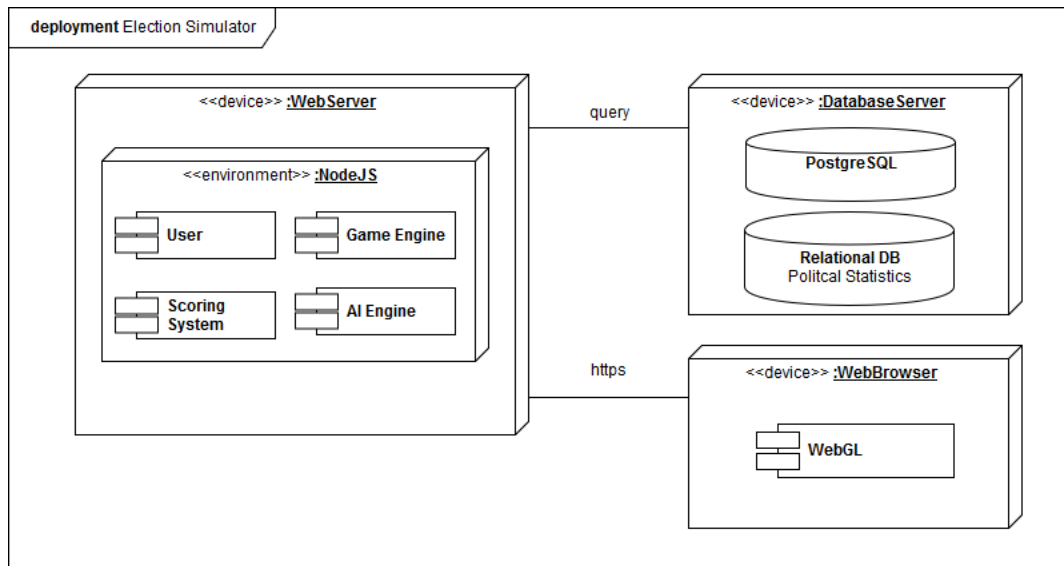 deployment Election Simulator
<<device>> :WebServer
<<environment>> :NodeJS
User
Game Engine
Scoring
System
AI Engine
query
https
<<device>> :DatabaseServer
PostgreSQL
Relational DB
Politcal Statistics
<<device>> :WebBrowser
WebGL